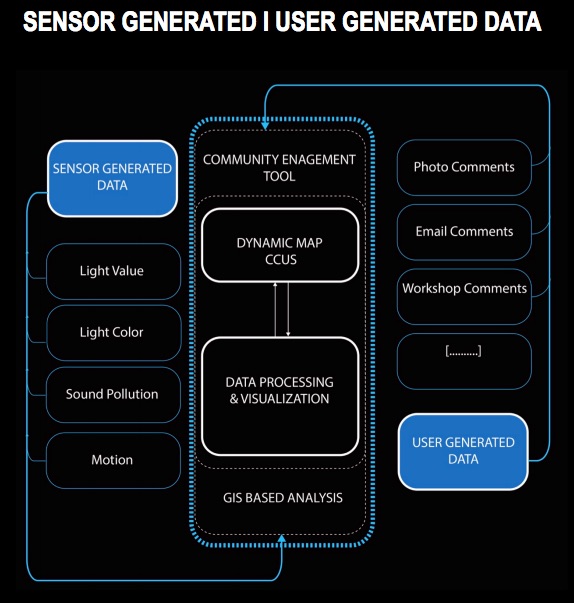 SENSOR GENERATED I USER GENERATED DATA
SENSOR GENERATED
DATA
Light Value
Light Color
Sound Pollution
Motion
COMMUNITY ENAGEMENT
TOOL
DYNAMIC MAP
CCUS
DATA PROCESSING
& VISUALIZATION
GIS BASED ANALYSIS
Photo Comments
Email Comments
Workshop Comments
[..........]
USER GENERATED
DATA